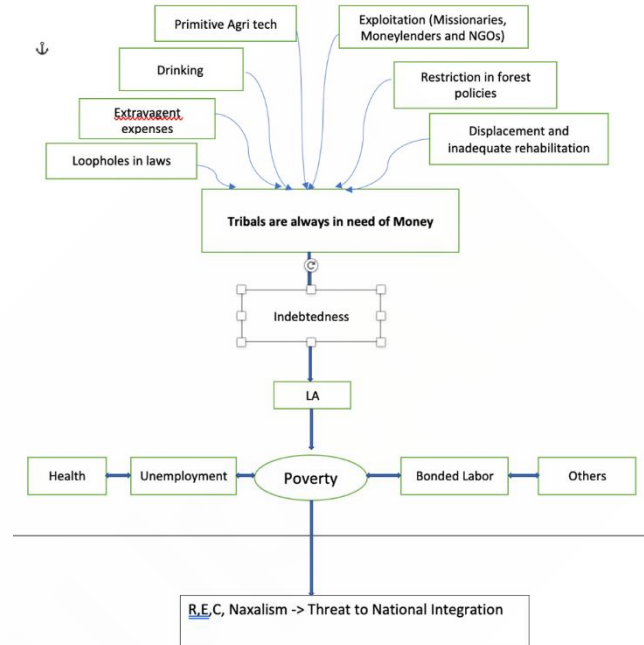 Primitive Agri tech
Exploitation (Missionaries,
Moneylenders and NGOs)
Drinking
Restriction in forest
policies
Extravagent
expenses
Displacement and
inadequate rehabilitation
Loopholes in laws
Tribals are always in need of Money
Indebtedness
LA
Health
Unemployment
Poverty
Bonded Labor
Others
R,E,C, Naxalism -> Threat to National Integration